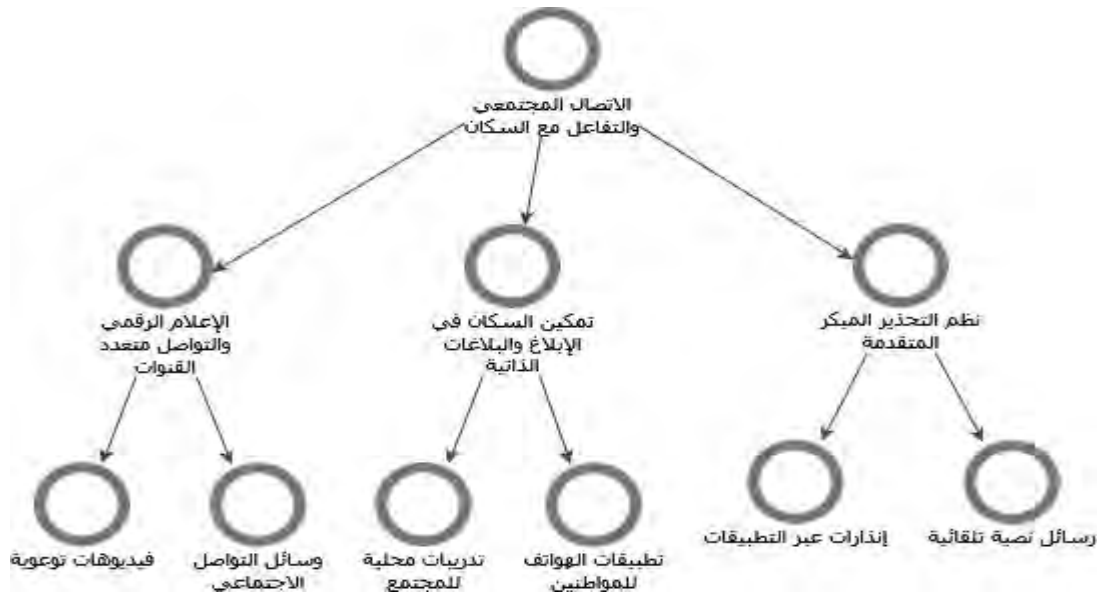 الاتصال المجتمعي
والتفاعل مع السكان
نظم التحذير المبكر
المتقدمة
تمكين السكان في
الإبلاغ والبلاغات
الذاتية
الإعلام الرقمي
والتواصل متعدد
القنوات
رسائل نصية تلقائية
إنذارات عبر التطبيقات
تطبيقات الهواتف
للمواطنين
تدريبات محلية
للمجتمع
وسائل التواصل
الاجتماعي
فيديوهات توعوية